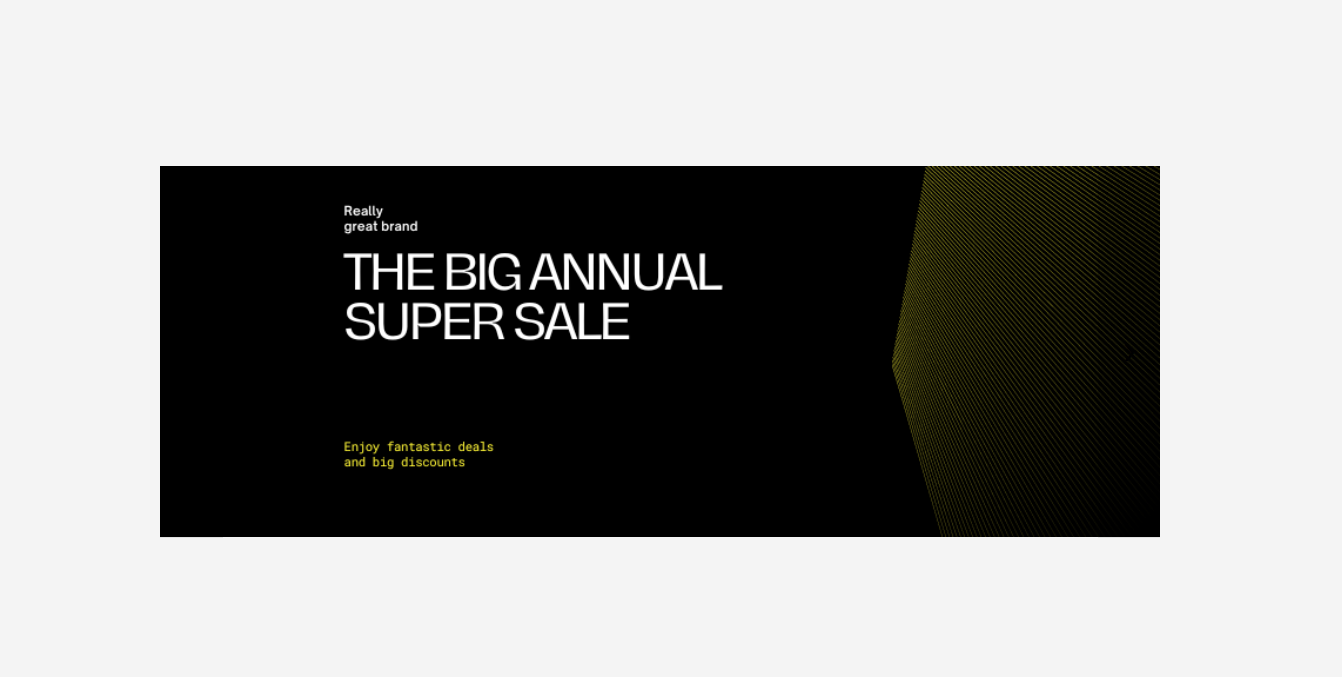 Really
great brand
THE BIG ANNUAL
SUPER SALE
Enjoy fantastic deals
and big discounts